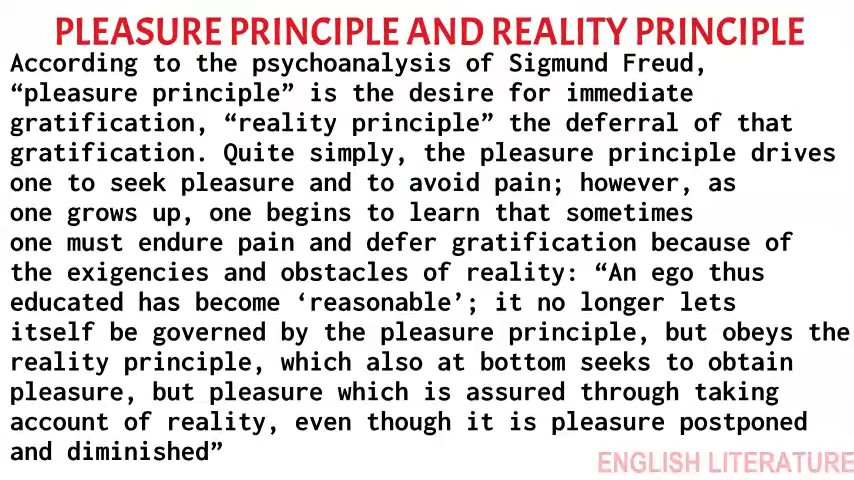 PLEASURE PRINCIPLE AND REALITY PRINCIPLE
According to the psychoanalysis of Sigmund Freud,
“pleasure principle” is the desire for immediate
gratification, “reality principle” the deferral of that
gratification. Quite simply, the pleasure principle drives
one to seek pleasure and to avoid pain; however, as
one grows up, one begins to learn that sometimes
one must endure pain and defer gratification because of
the exigencies and obstacles of reality: “An ego thus
educated has become ‘reasonable’; it no longer lets
itself be governed by the pleasure principle, but obeys the
reality principle, which also at bottom seeks to obtain
pleasure, but pleasure which is assured through taking
account of reality, even though it is pleasure postponed
and diminished”
ENGLISH LITERATURE